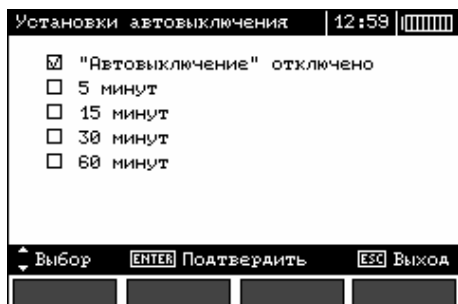 Установки автовыключения 12:59
"Автовыключение" отключено
5 минут
15 минут
30 минут
60 минут
Выбор ENTER Подтвердить ESC Выход